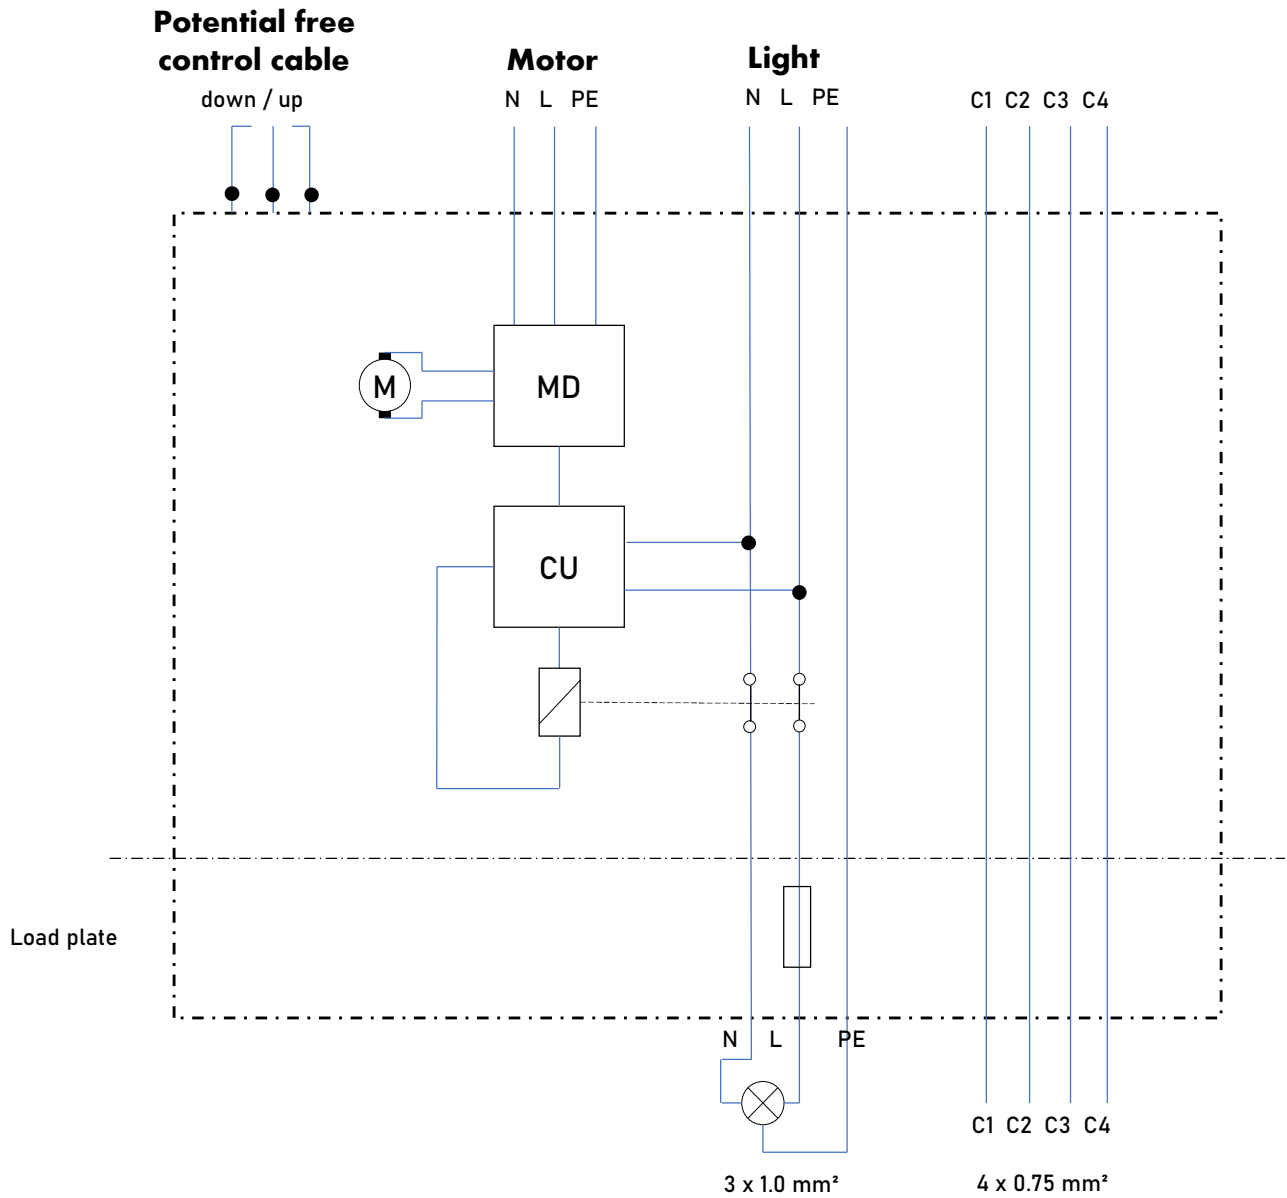 Potential free
control cable
down / up
Motor
N L PE
Light
N L PE
C1 C2 C3 C4
M
MD
CU
Load plate
N L PE
C1 C2 C3 C4
3 x 1.0 mm²
4 x 0.75 mm²